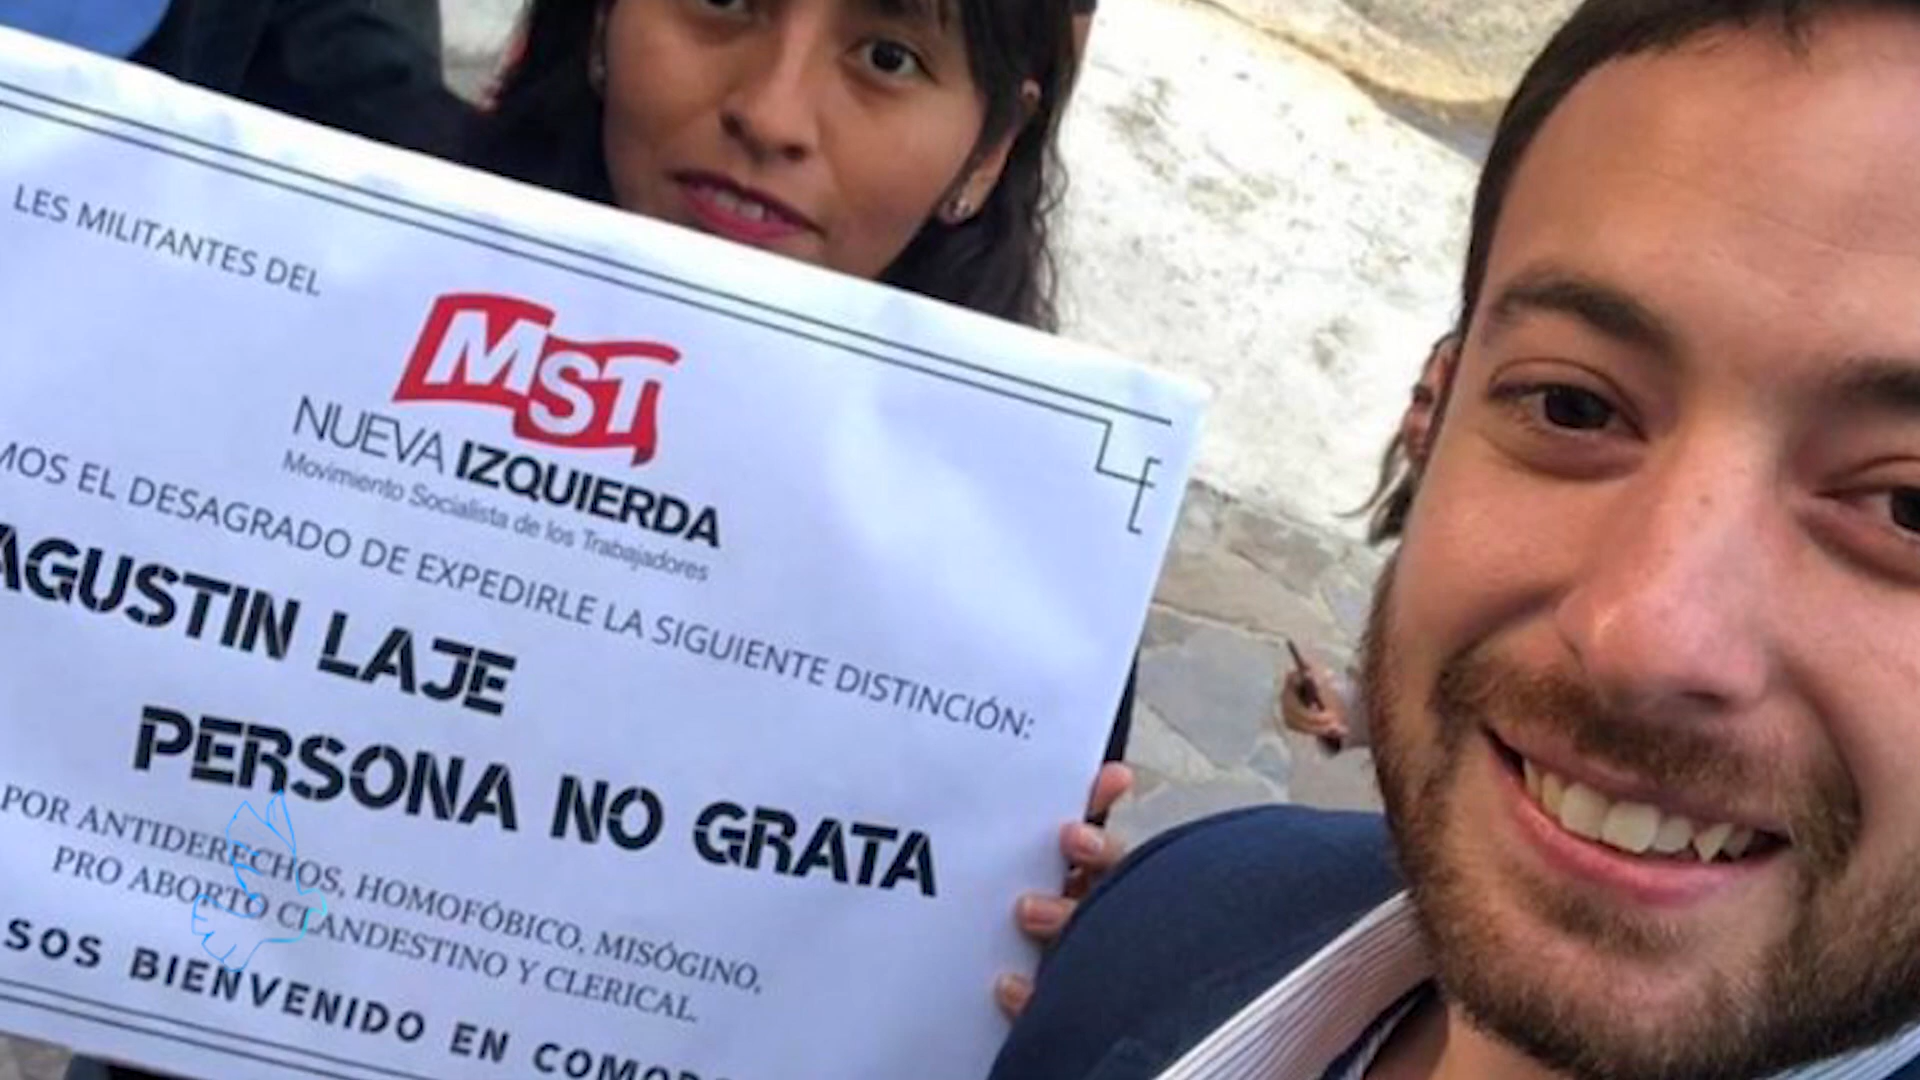 LES MILITANTES DEL
MST
NUEVA IZQUIERDA
Movimiento Socialista de los Trabajadores
EL DESAGRADO DE EXPEDIRLE LA SIGUIENTE DISTINCIÓN:
AGUSTIN LAJE
PERSONA NO GRATA
POR ANTIDERECHOS, HOMOFÓBICO, MISÓGINO,
PRO ABORTO CLANDESTINO Y CLERICAL
SOS BIENVENIDO EN